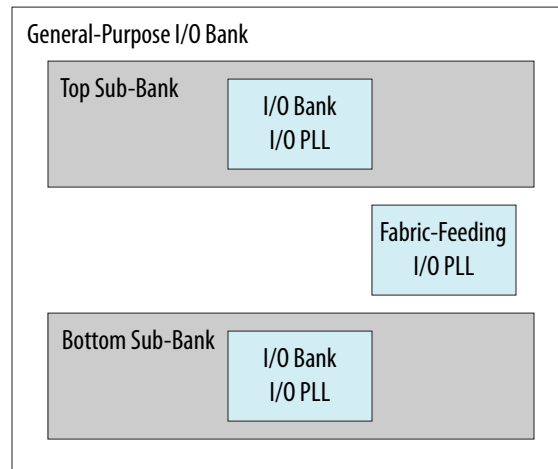 General-Purpose I/O Bank
Top Sub-Bank
I/O Bank
I/O PLL
Fabric-Feeding
I/O PLL
Bottom Sub-Bank
I/O Bank
I/O PLL